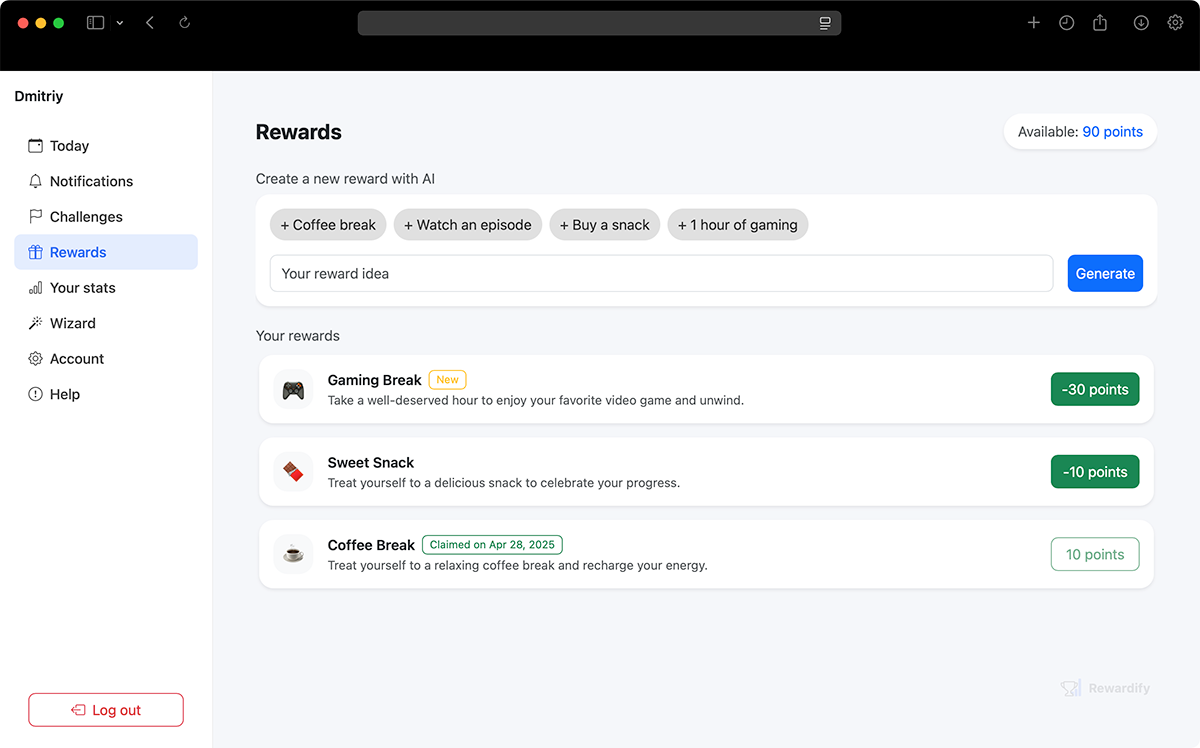 Dmitriy
Today
Notifications
Challenges
Rewards
Your stats
Wizard
Account
Help
Log out
Rewards
Available: 90 points
Create a new reward with AI
+ Coffee break + Watch an episode + Buy a snack + 1 hour of gaming
Your reward idea
Generate
Your rewards
Gaming Break New
Take a well-deserved hour to enjoy your favorite video game and unwind.
-30 points
Sweet Snack
Treat yourself to a delicious snack to celebrate your progress.
-10 points
Coffee Break Claimed on Apr 28, 2025
Treat yourself to a relaxing coffee break and recharge your energy.
10 points
Rewardify